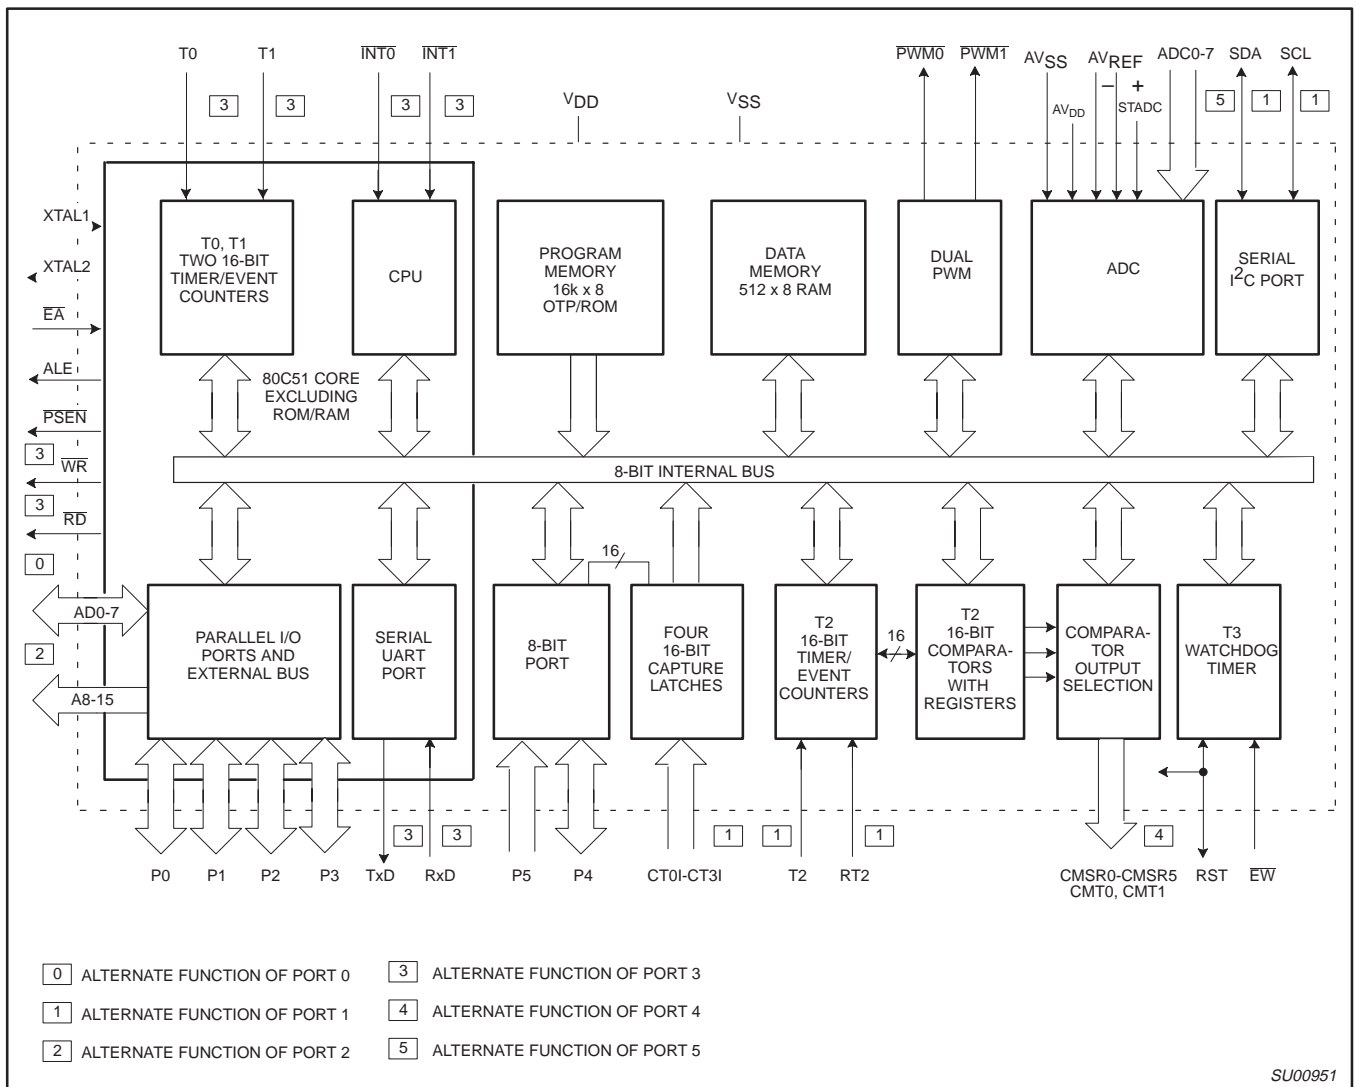 T0 T1 INT0 INT1 PWM0 PWM1 AVSS AVREF ADC0-7 SDA SCL
− +
3 3 3 3 VDD VSS AVDD STADC 5 1 1
XTAL1
XTAL2
EA
ALE
PSEN
3 WR
3 RD
0
AD0-7
2
A8-15
T0, T1
TWO 16-BIT
TIMER/EVENT
COUNTERS
CPU
PROGRAM
MEMORY
16k x 8
OTP/ROM
DATA
MEMORY
512 x 8 RAM
DUAL
PWM
ADC
SERIAL
I2C PORT
80C51 CORE
EXCLUDING
ROM/RAM
8-BIT INTERNAL BUS
PARALLEL I/O
PORTS AND
EXTERNAL BUS
SERIAL
UART
PORT
8-BIT
PORT
16
FOUR
16-BIT
CAPTURE
LATCHES
T2
16-BIT
TIMER/
EVENT
COUNTERS
16
T2
16-BIT
COMPARA-
TORS
WITH
REGISTERS
COMPARA-
TOR
OUTPUT
SELECTION
T3
WATCHDOG
TIMER
3 3 1 1 1 4
P0 P1 P2 P3 TxD RxD P5 P4 CT0I-CT3I T2 RT2 CMSR0-CMSR5 RST EW
CMT0, CMT1
0 ALTERNATE FUNCTION OF PORT 0
1 ALTERNATE FUNCTION OF PORT 1
2 ALTERNATE FUNCTION OF PORT 2
3 ALTERNATE FUNCTION OF PORT 3
4 ALTERNATE FUNCTION OF PORT 4
5 ALTERNATE FUNCTION OF PORT 5
SU00951